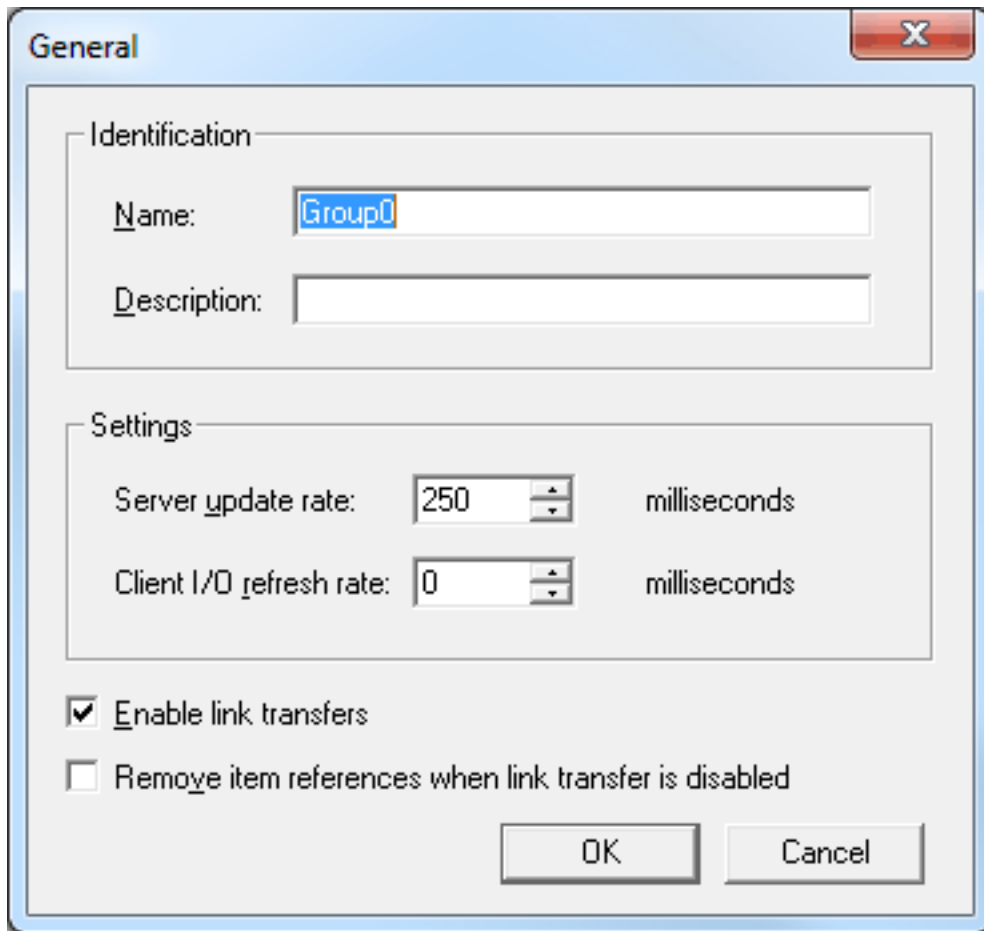 General
Identification
Name: Group0
Description:
Settings
Server update rate: 250 milliseconds
Client I/O refresh rate: 0 milliseconds
Enable link transfers
Remove item references when link transfer is disabled
OK Cancel